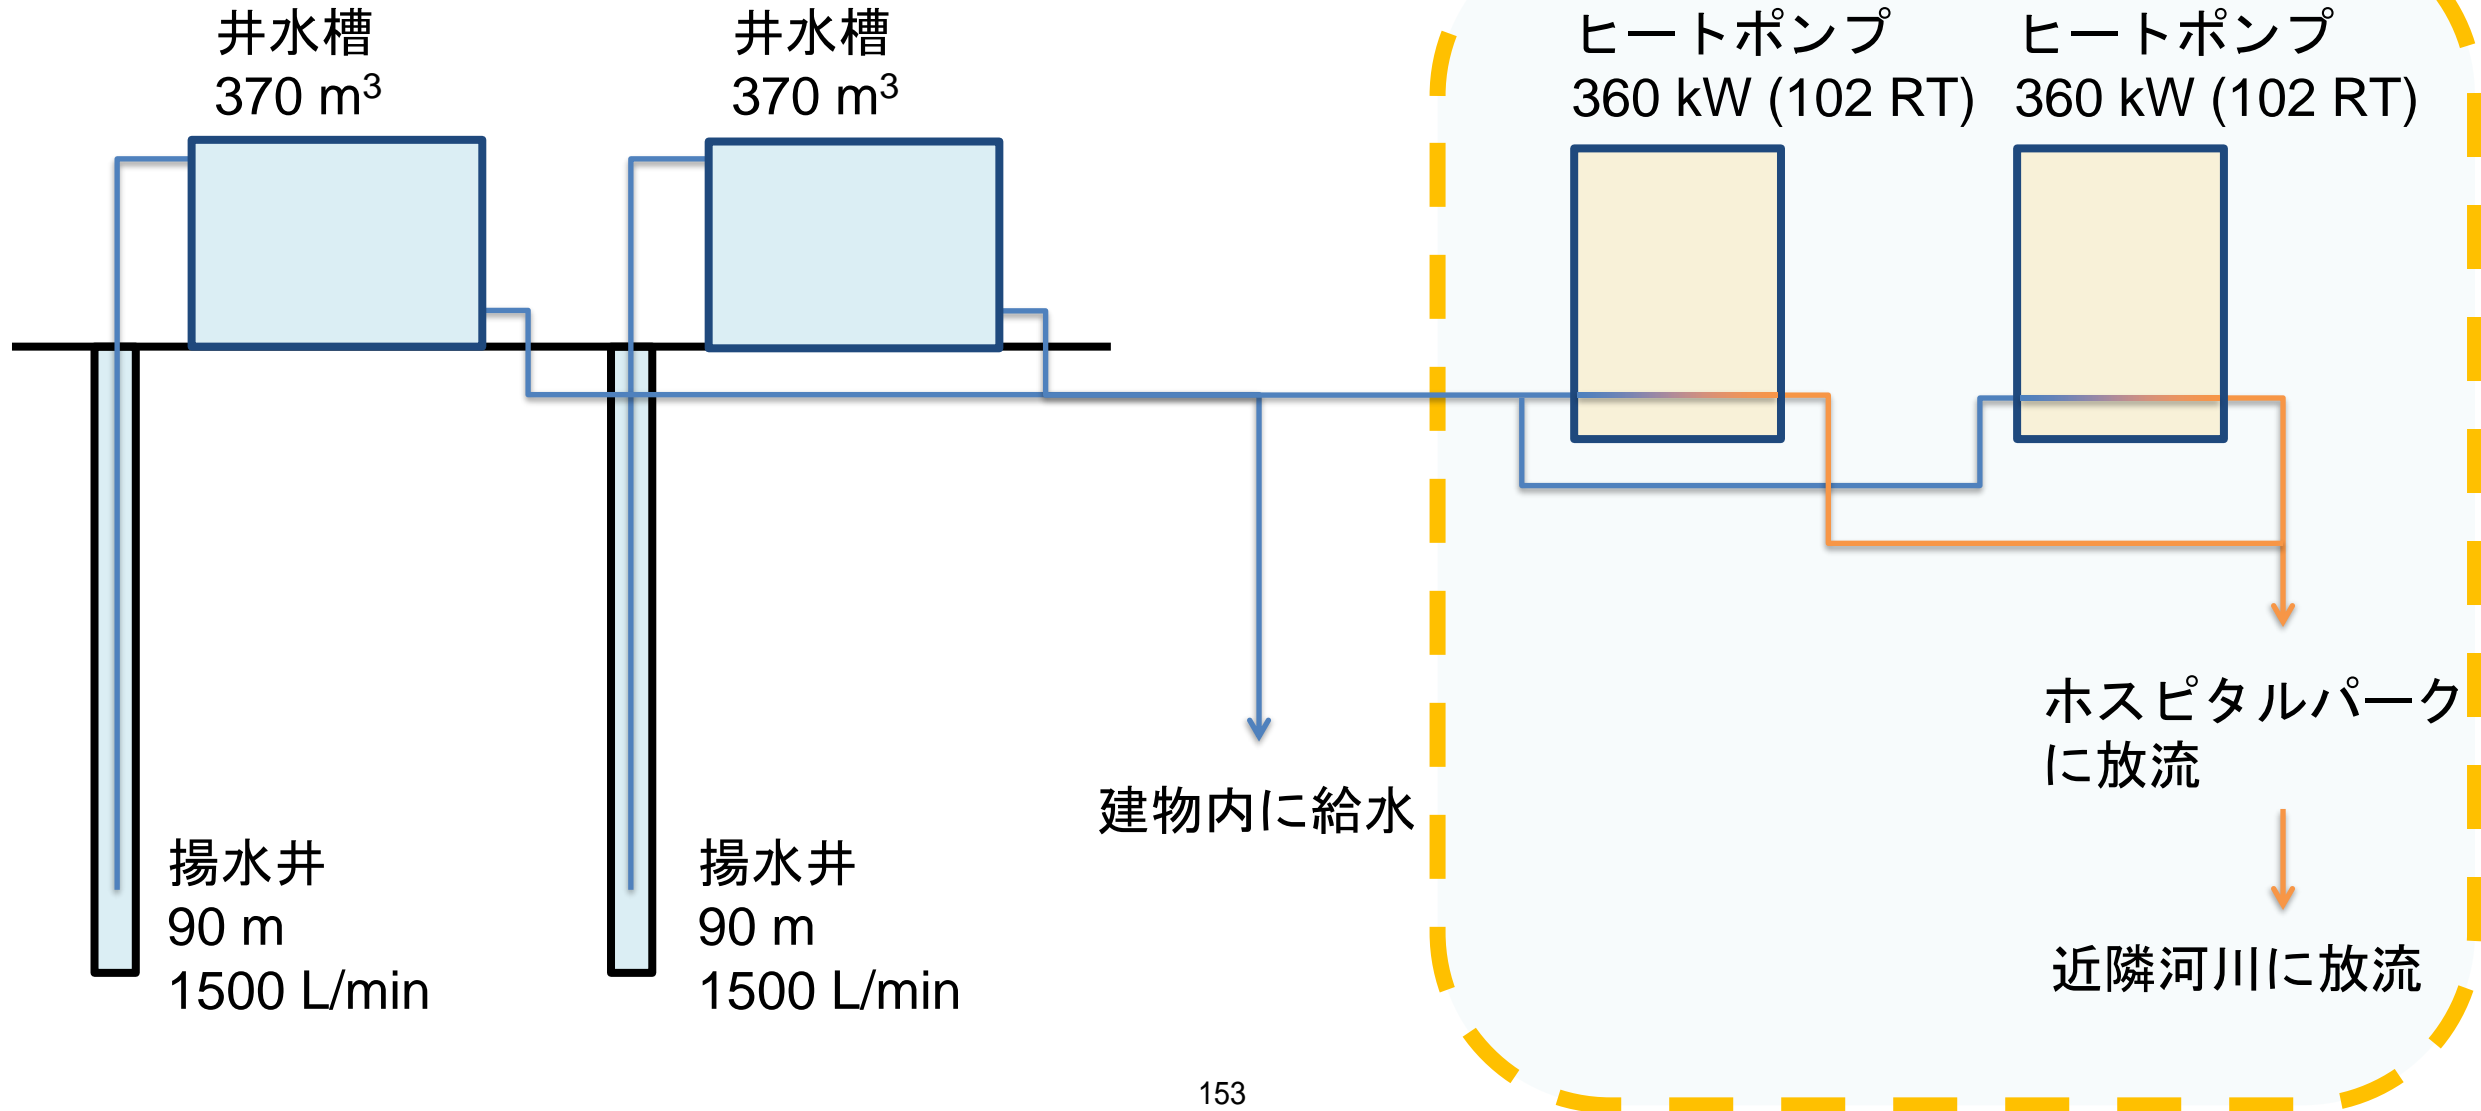 井水槽
370 m³
井水槽
370 m³
ヒートポンプ
360 kW (102 RT)
ヒートポンプ
360 kW (102 RT)
建物内に給水
ホスピタルパーク
に放流
近隣河川に放流
揚水井
90 m
1500 L/min
揚水井
90 m
1500 L/min
153